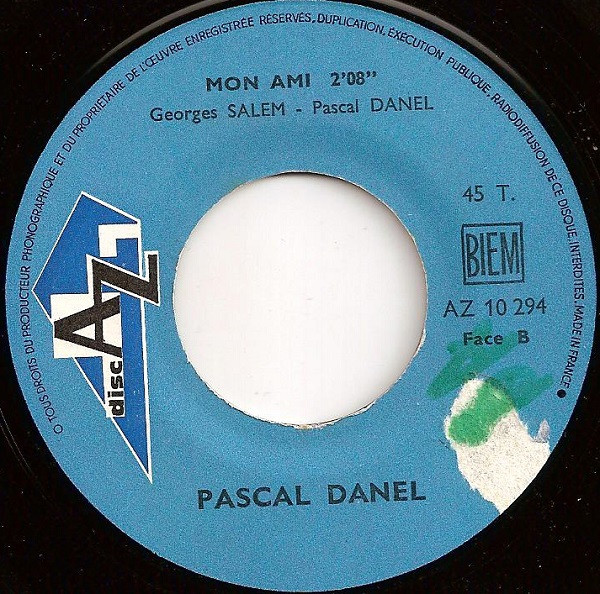 MON AMI 2'08"
Georges SALEM - Pascal DANEL
45 T.
BIEM
AZ 10 294
Face B
disc AZ
PASCAL DANEL
O TOUS DROITS DU PRODUCTEUR PHONOGRAPHIQUE ET DU PROPRIETAIRE DE L'ŒUVRE ENREGISTRÉE RÉSERVÉS, DUPLICATION, EXÉCUTION PUBLIQUE, RADIODIFFUSION DE CE DISQUE, INTERDITES. MADE IN FRANCE •